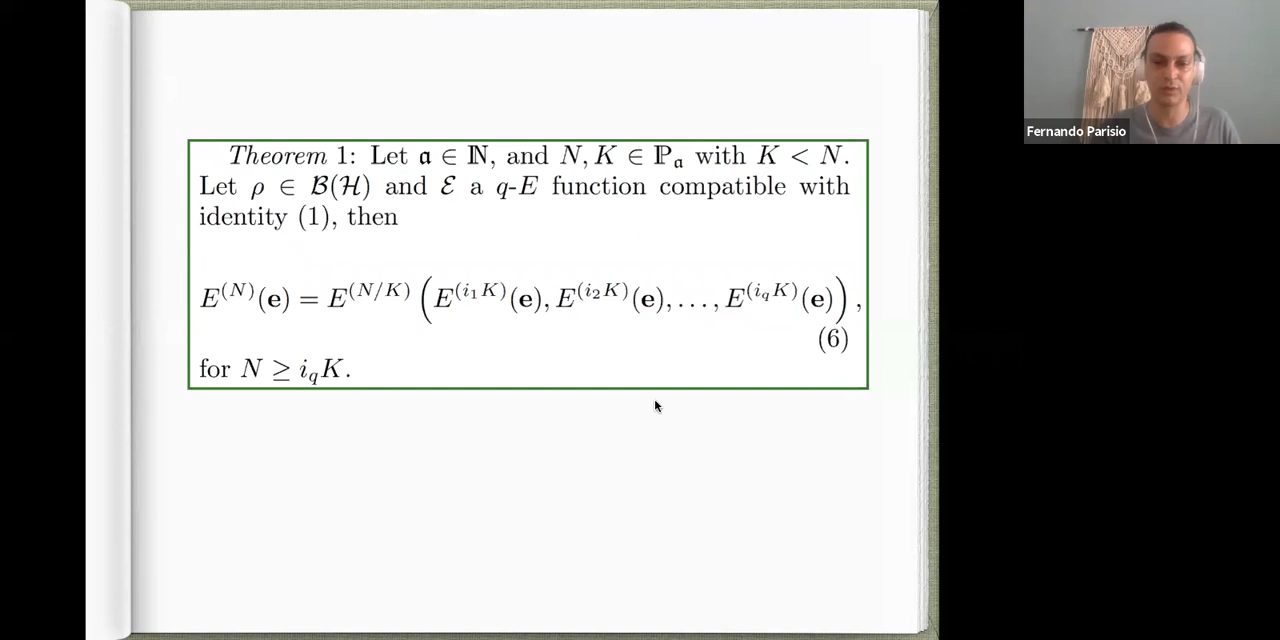 Theorem 1: Let 𝔞 ∈ ℕ, and N, K ∈ ℙ_𝔞 with K < N.
Let ρ ∈ ℬ(ℋ) and ℰ a q-E function compatible with
identity (1), then
E^{(N)}(𝐞) = E^{(N/K)} ( E^{(i_1 K)}(𝐞), E^{(i_2 K)}(𝐞), . . . , E^{(i_q K)}(𝐞) ) ,
(6)
for N ≥ i_q K.
Fernando Parisio